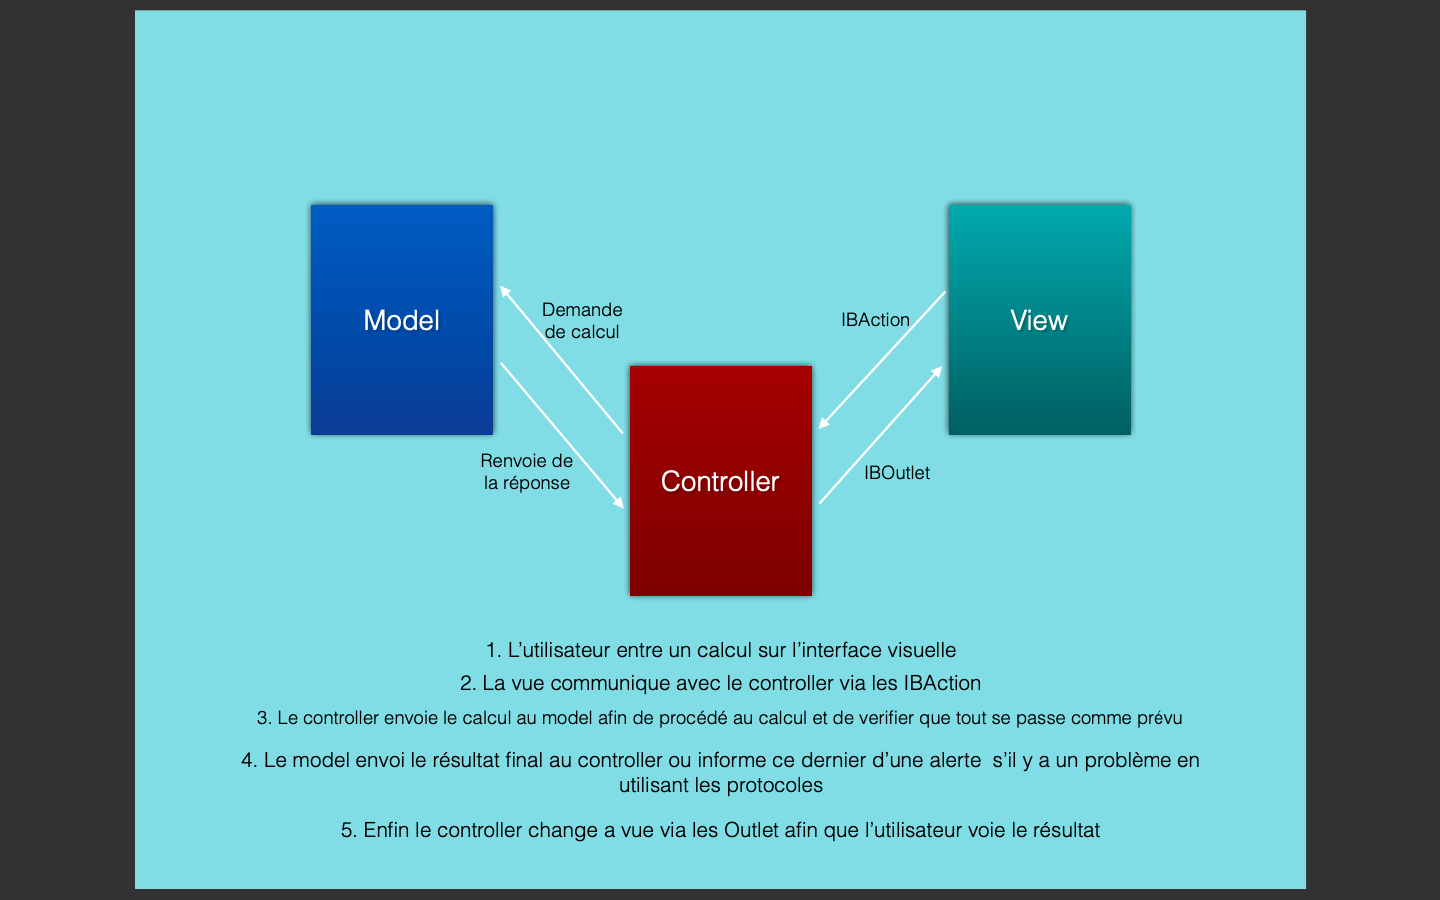 Model
Demande
de calcul
IBAction
View
Renvoie de
la réponse
Controller
IBOutlet
1. L’utilisateur entre un calcul sur l’interface visuelle
2. La vue communique avec le controller via les IBAction
3. Le controller envoie le calcul au model afin de procédé au calcul et de verifier que tout se passe comme prévu
4. Le model envoi le résultat final au controller ou informe ce dernier d’une alerte  s’il y a un problème en
utilisant les protocoles
5. Enfin le controller change a vue via les Outlet afin que l’utilisateur voie le résultat